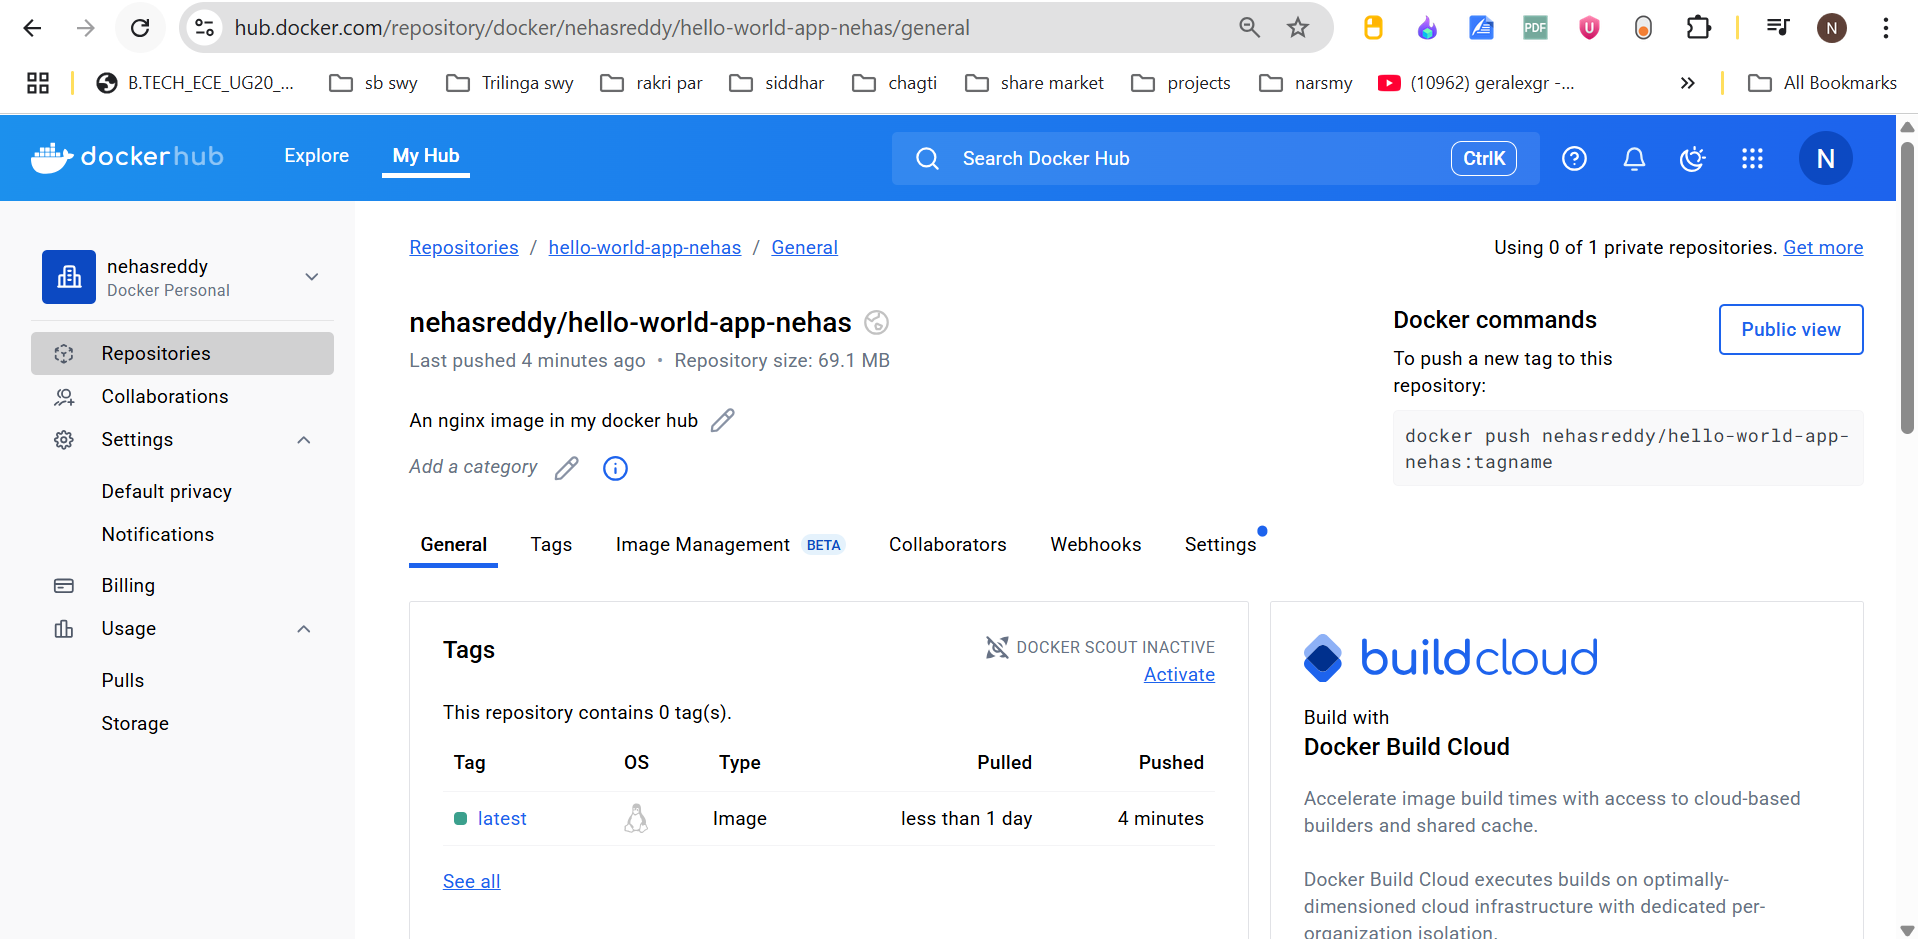 hub.docker.com/repository/docker/nehasreddy/hello-world-app-nehas/general
PDF
U
N
B.TECH_ECE_UG20_...
sb swy
Trilinga swy
rakri par
siddhar
chagti
share market
projects
narsmy
(10962) geralexgr -...
»
All Bookmarks
dockerhub
Explore
My Hub
Search Docker Hub
CtrlK
N
nehasreddy
Docker Personal
Repositories
Collaborations
Settings
Default privacy
Notifications
Billing
Usage
Pulls
Storage
Repositories / hello-world-app-nehas / General
Using 0 of 1 private repositories. Get more
nehasreddy/hello-world-app-nehas
Last pushed 4 minutes ago • Repository size: 69.1 MB
An nginx image in my docker hub
Add a category
Docker commands
Public view
To push a new tag to this
repository:
docker push nehasreddy/hello-world-app-
nehas:tagname
General
Tags
Image Management BETA
Collaborators
Webhooks
Settings
Tags
DOCKER SCOUT INACTIVE
Activate
This repository contains 0 tag(s).
Tag OS Type Pulled Pushed
latest Image less than 1 day 4 minutes
See all
buildcloud
Build with
Docker Build Cloud
Accelerate image build times with access to cloud-based
builders and shared cache.
Docker Build Cloud executes builds on optimally-
dimensioned cloud infrastructure with dedicated per-
organization isolation.